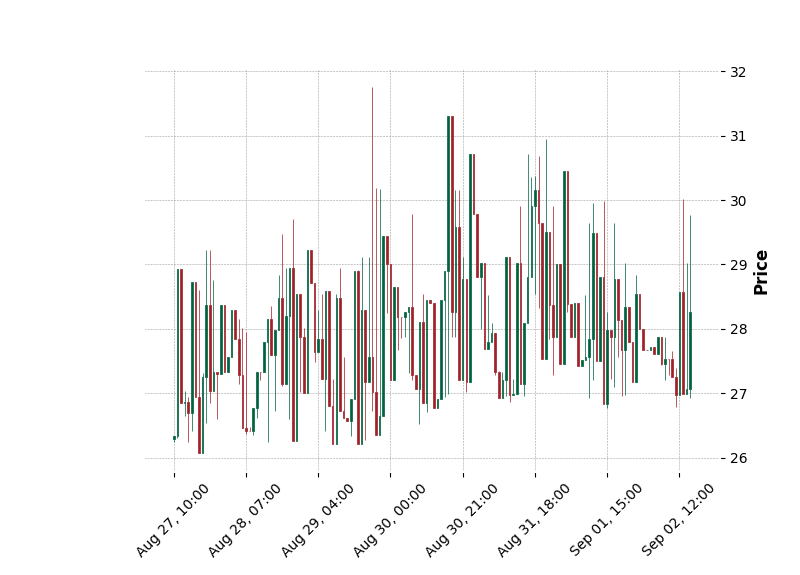 32
31
30
29
28
27
26
Price
Aug 27, 10:00
Aug 28, 07:00
Aug 29, 04:00
Aug 30, 00:00
Aug 30, 21:00
Aug 31, 18:00
Sep 01, 15:00
Sep 02, 12:00